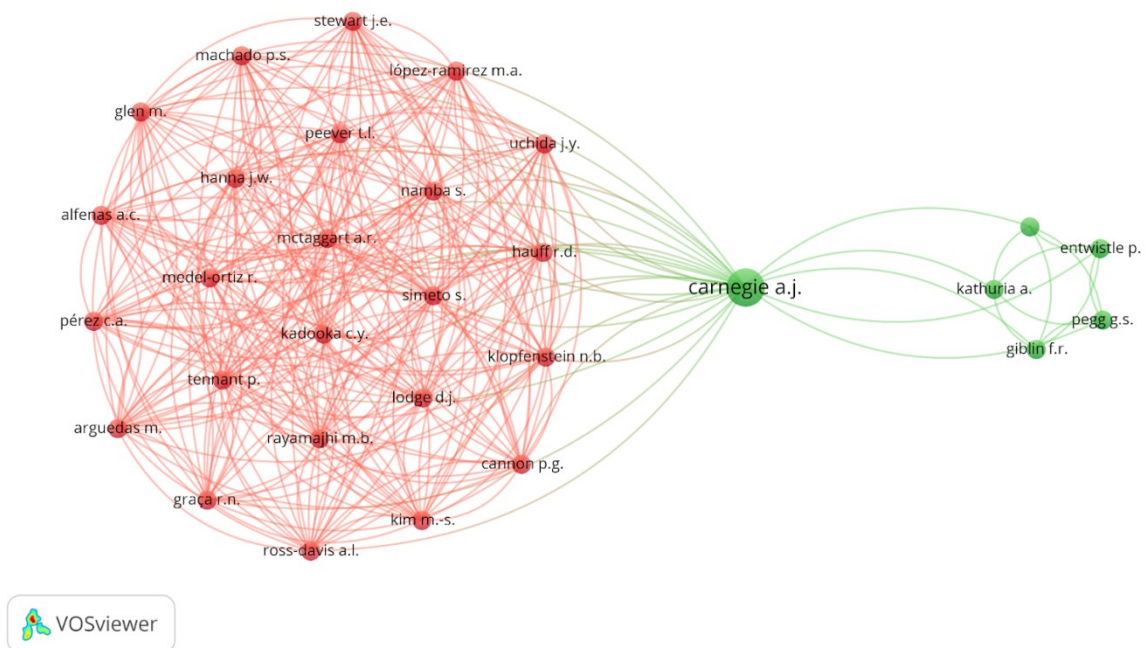 stewart j.e.
machado p.s.
lópez-ramirez m.a.
glen m.
peever t.l.
uchida j.y.
hanna j.w.
namba s.
alfenas a.c.
mctaggart a.r.
hauff r.d.
entwistle p.
medel-ortiz r.
carnegie a.j.
kathuria a.
simeto s.
pérez c.a.
pegg g.s.
kadooka c.y.
giblin f.r.
klopfenstein n.b.
tennant p.
lodge d.j.
arguedas m.
rayamajhi m.b.
cannon p.g.
graça r.n.
kim m.-s.
ross-davis a.l.
VOSviewer